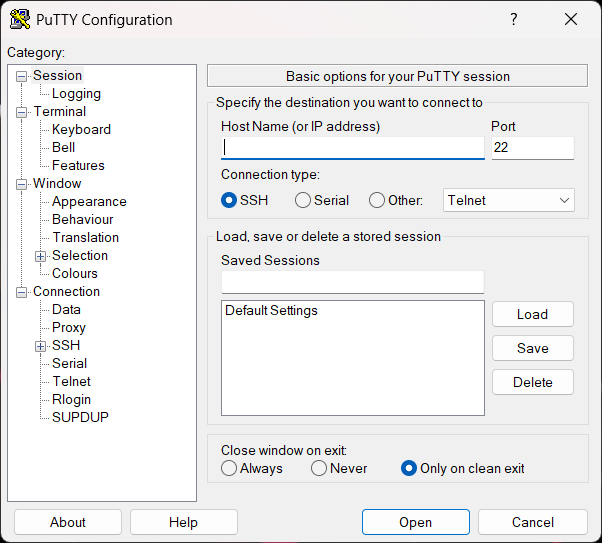 PuTTY Configuration
?
Category:
Session
Logging
Terminal
Keyboard
Bell
Features
Window
Appearance
Behaviour
Translation
Selection
Colours
Connection
Data
Proxy
SSH
Serial
Telnet
Rlogin
SUPDUP
Basic options for your PuTTY session
Specify the destination you want to connect to
Host Name (or IP address) Port
22
Connection type:
SSH Serial Other: Telnet
Load, save or delete a stored session
Saved Sessions
Default Settings
Load
Save
Delete
Close window on exit:
Always Never Only on clean exit
About Help Open Cancel